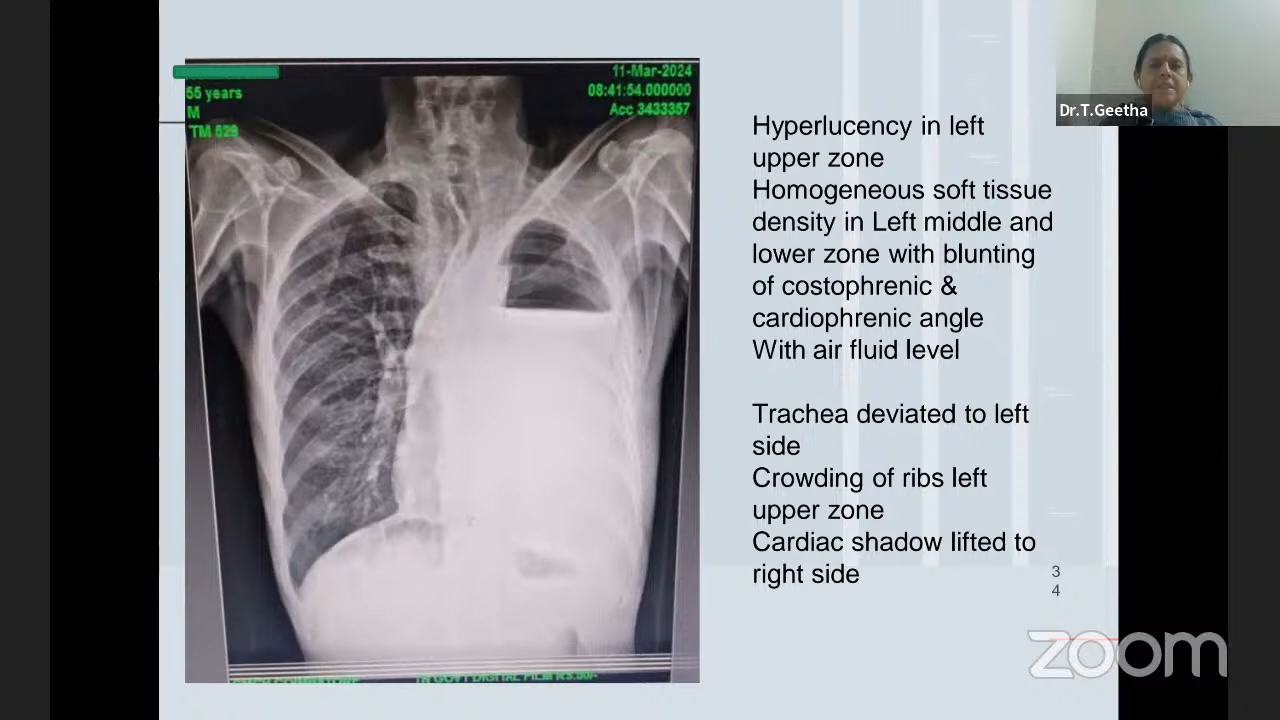 11-Mar-2024
08:41:54.000000
Acc 3433357
55 years
M
TM 529
Hyperlucency in left
upper zone
Homogeneous soft tissue
density in Left middle and
lower zone with blunting
of costophrenic &
cardiophrenic angle
With air fluid level
Trachea deviated to left
side
Crowding of ribs left
upper zone
Cardiac shadow lifted to
right side
3
4
Dr.T.Geetha
zoom